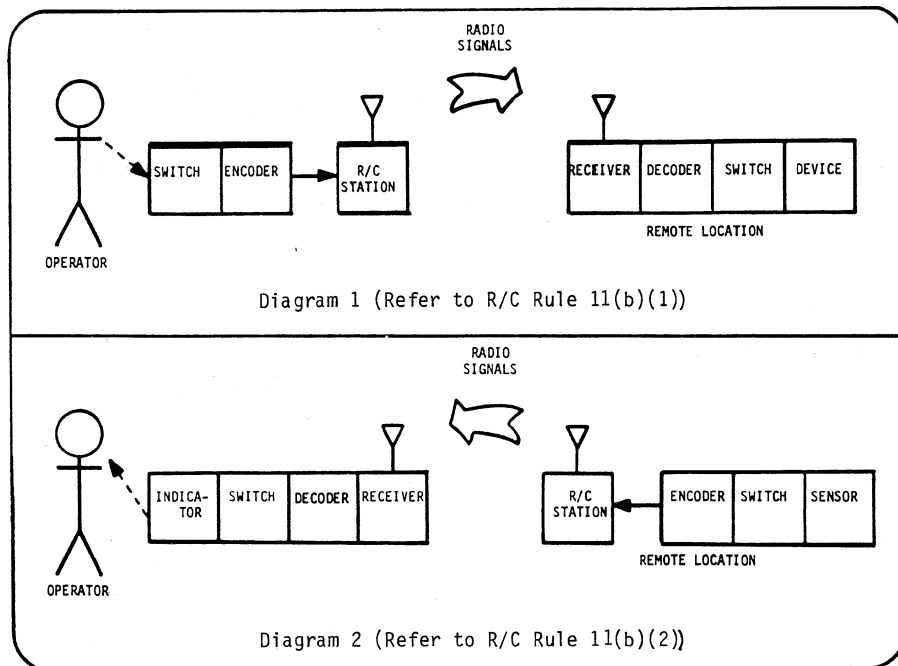 RADIO
SIGNALS
SWITCH
ENCODER
R/C
STATION
RECEIVER
DECODER
SWITCH
DEVICE
REMOTE LOCATION
OPERATOR
Diagram 1 (Refer to R/C Rule 11(b)(1))
RADIO
SIGNALS
INDICA-
TOR
SWITCH
DECODER
RECEIVER
R/C
STATION
ENCODER
SWITCH
SENSOR
REMOTE LOCATION
OPERATOR
Diagram 2 (Refer to R/C Rule 11(b)(2))